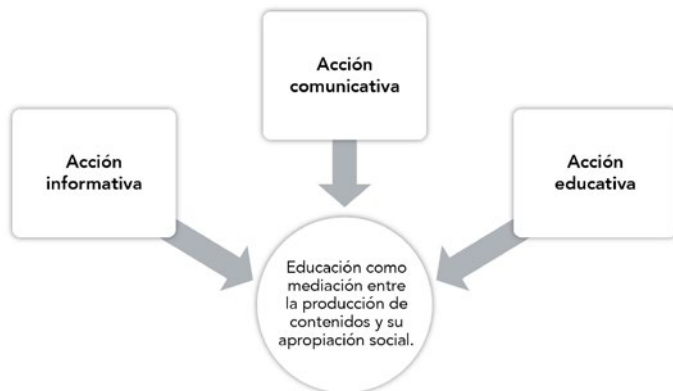 Acción
comunicativa
Acción
informativa
Acción
educativa
Educación como
mediación entre
la producción de
contenidos y su
apropiación social.